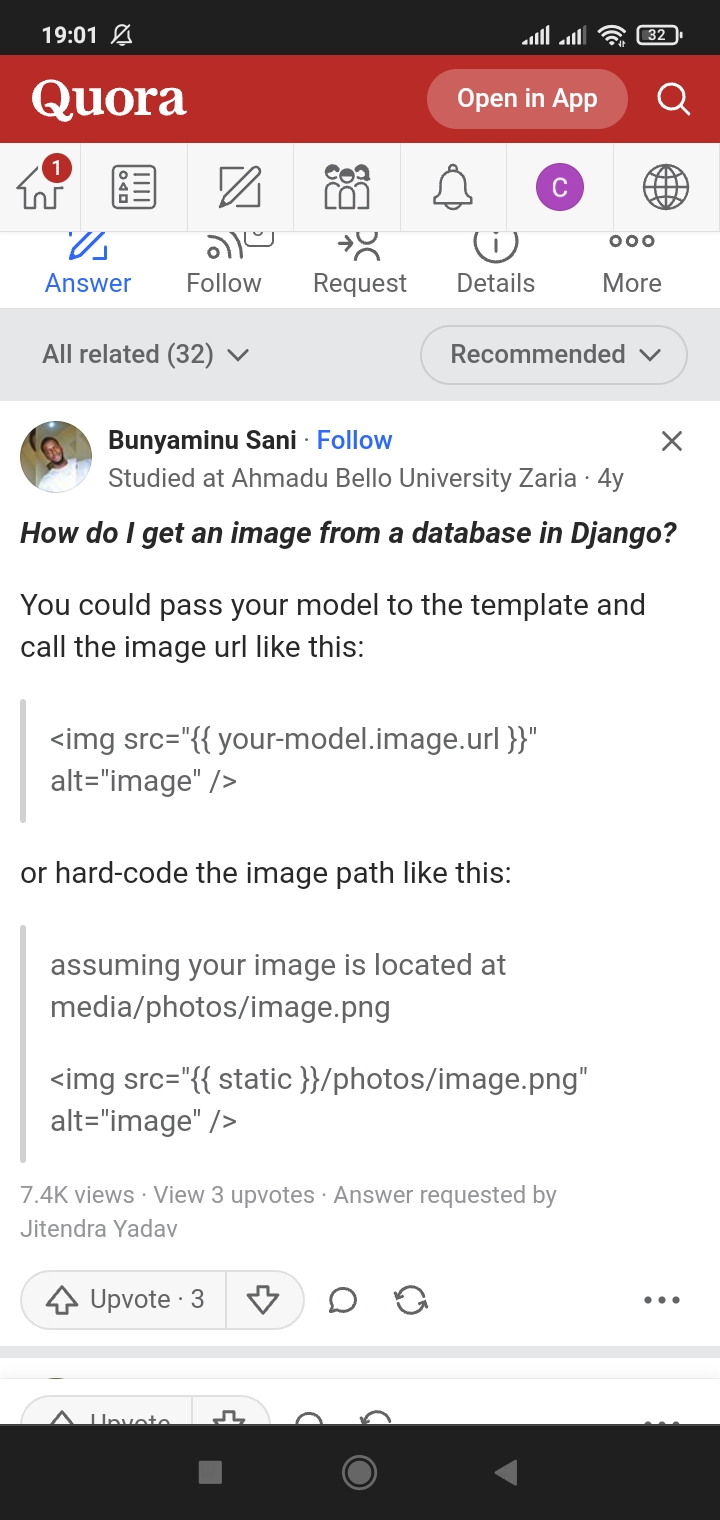 19:01
32
Quora
Open in App
1
C
Answer
Follow
Request
Details
More
All related (32)
Recommended
Bunyaminu Sani · Follow
Studied at Ahmadu Bello University Zaria · 4y
How do I get an image from a database in Django?
You could pass your model to the template and
call the image url like this:
<img src="{{ your-model.image.url }}"
alt="image" />
or hard-code the image path like this:
assuming your image is located at
media/photos/image.png
<img src="{{ static }}/photos/image.png"
alt="image" />
7.4K views · View 3 upvotes · Answer requested by
Jitendra Yadav
Upvote · 3
Upvote